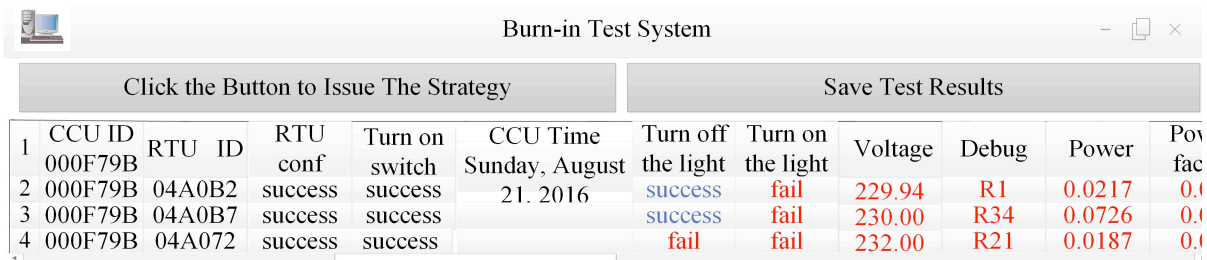 Burn-in Test System
Click the Button to Issue The Strategy
Save Test Results
1 CCU ID 000F79B RTU ID RTU conf Turn on switch CCU Time Sunday, August 21, 2016 Turn off the light Turn on the light Voltage Debug Power
2 000F79B 04A0B2 success success success fail 229.94 R1 0.0217
3 000F79B 04A0B7 success success success fail 230.00 R34 0.0726
4 000F79B 04A072 success success fail fail 232.00 R21 0.0187